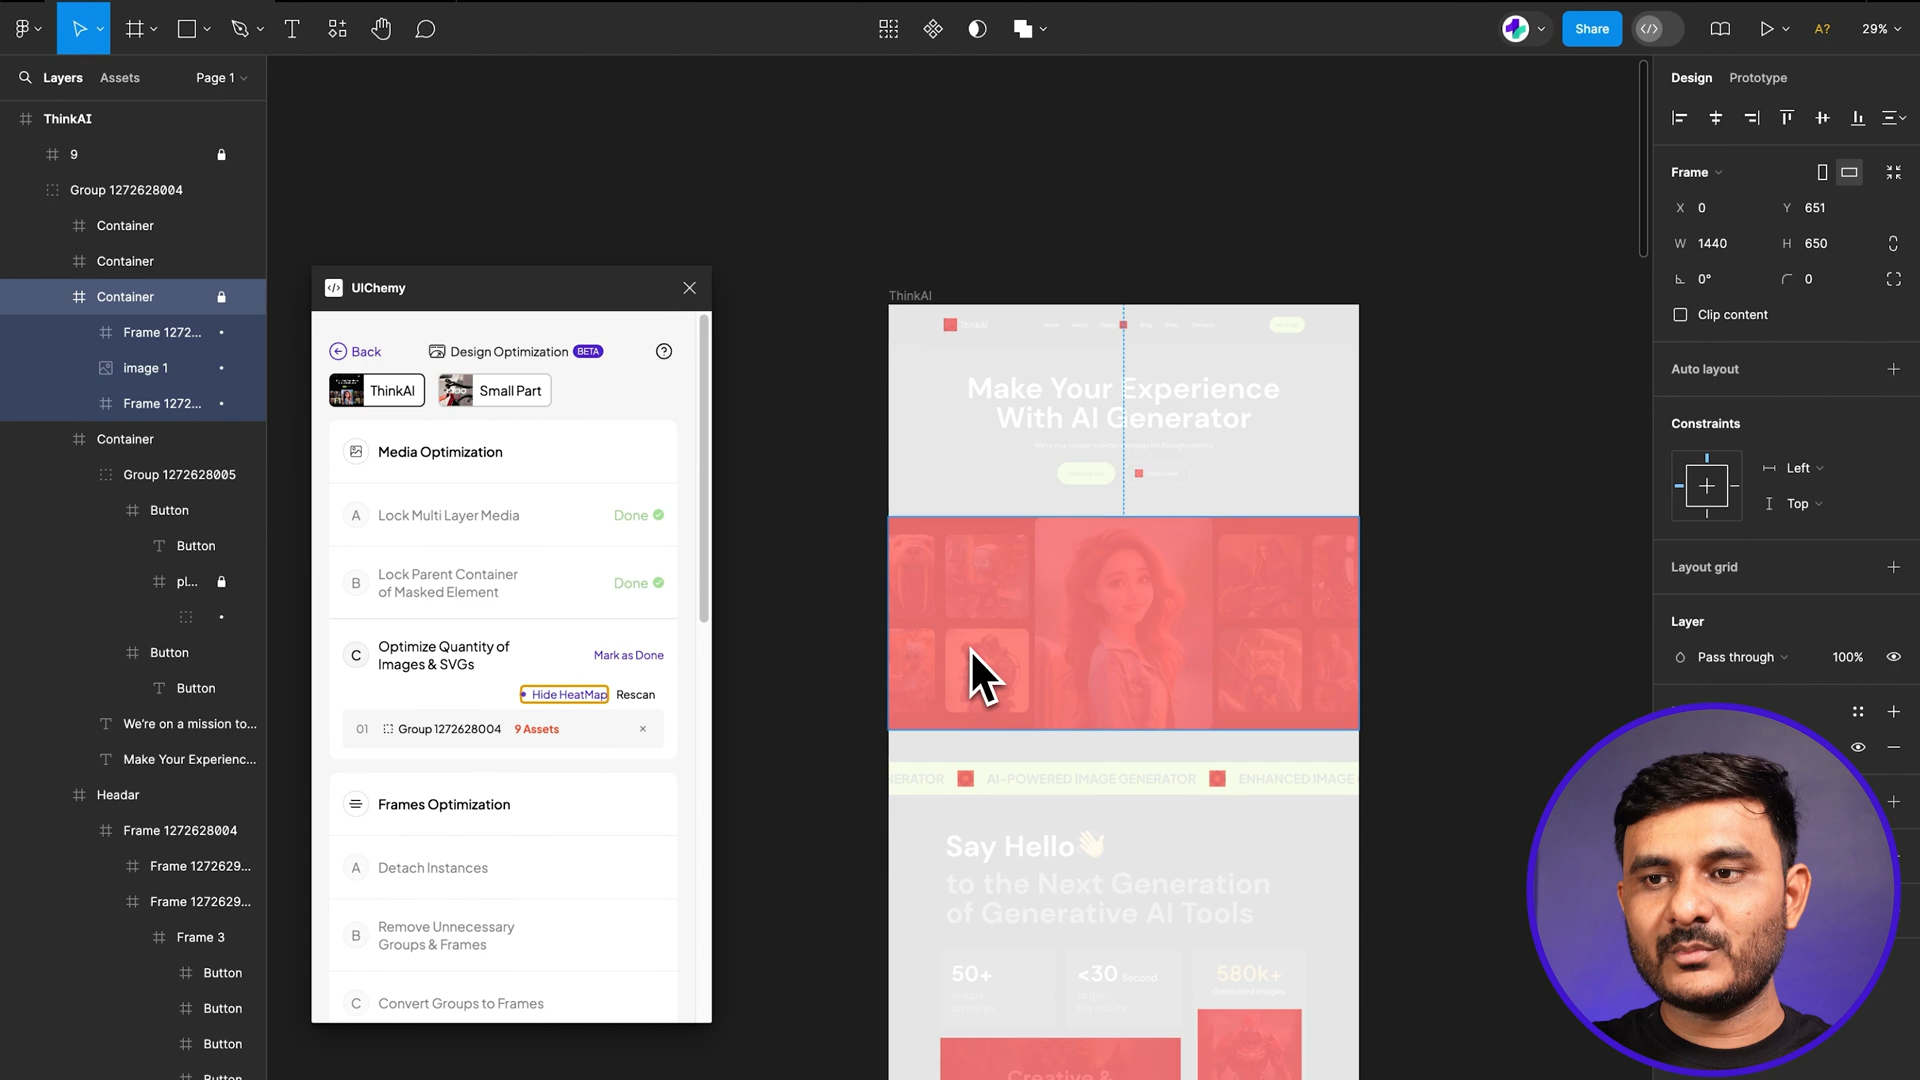 Share
A?
29%
Layers
Assets
Page 1
Design
Prototype
ThinkAI
9
Group 1272628004
Container
Container
Container
Frame 1272...
image 1
Frame 1272...
Container
Group 1272628005
Button
Button
pl...
Button
Button
We're on a mission to...
Make Your Experienc...
Headar
Frame 1272628004
Frame 1272629...
Frame 1272629...
Frame 3
Button
Button
Button
UIChemy
Back
Design Optimization BETA
ThinkAI
Small Part
Media Optimization
A Lock Multi Layer Media Done
B Lock Parent Container
of Masked Element Done
C Optimize Quantity of
Images & SVGs Mark as Done
Hide HeatMap Rescan
01 Group 1272628004 9 Assets ×
Frames Optimization
A Detach Instances
B Remove Unnecessary
Groups & Frames
C Convert Groups to Frames
ThinkAI
ThinkAI
Make Your Experience
With AI Generator
ERATOR AI-POWERED IMAGE GENERATOR ENHANCED IMAGE
Say Hello👋
to the Next Generation
of Generative AI Tools
50+
<30 Second
580k+
Generated Images
Creative &
Frame
X 0
Y 651
W 1440
H 650
0°
0
Clip content
Auto layout
Constraints
Left
Top
Layout grid
Layer
Pass through
100%